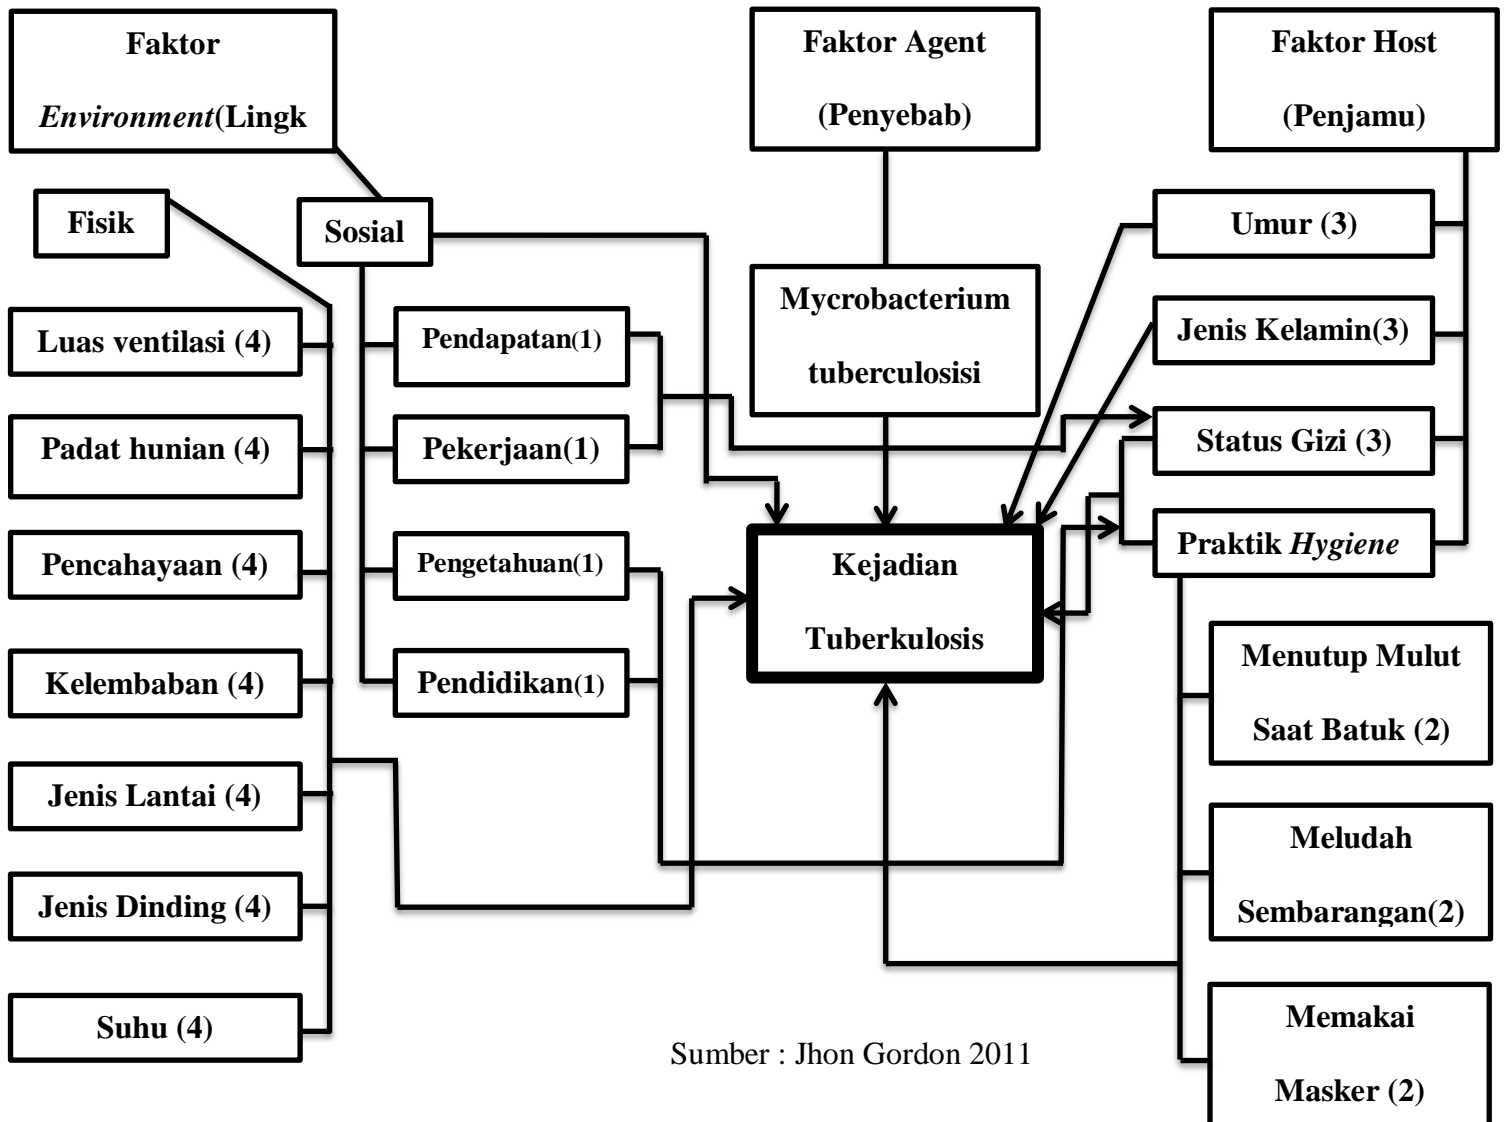 Faktor
Environment(Lingk
Faktor Agent
(Penyebab)
Faktor Host
(Penjamu)
Fisik
Sosial
Umur (3)
Mycrobacterium
tuberculosisi
Luas ventilasi (4)
Pendapatan(1)
Jenis Kelamin(3)
Padat hunian (4)
Pekerjaan(1)
Status Gizi (3)
Pencahayaan (4)
Pengetahuan(1)
Kejadian
Tuberkulosis
Praktik Hygiene
Kelembaban (4)
Pendidikan(1)
Menutup Mulut
Saat Batuk (2)
Jenis Lantai (4)
Meludah
Sembarangan(2)
Jenis Dinding (4)
Suhu (4)
Memakai
Masker (2)
Sumber : Jhon Gordon 2011